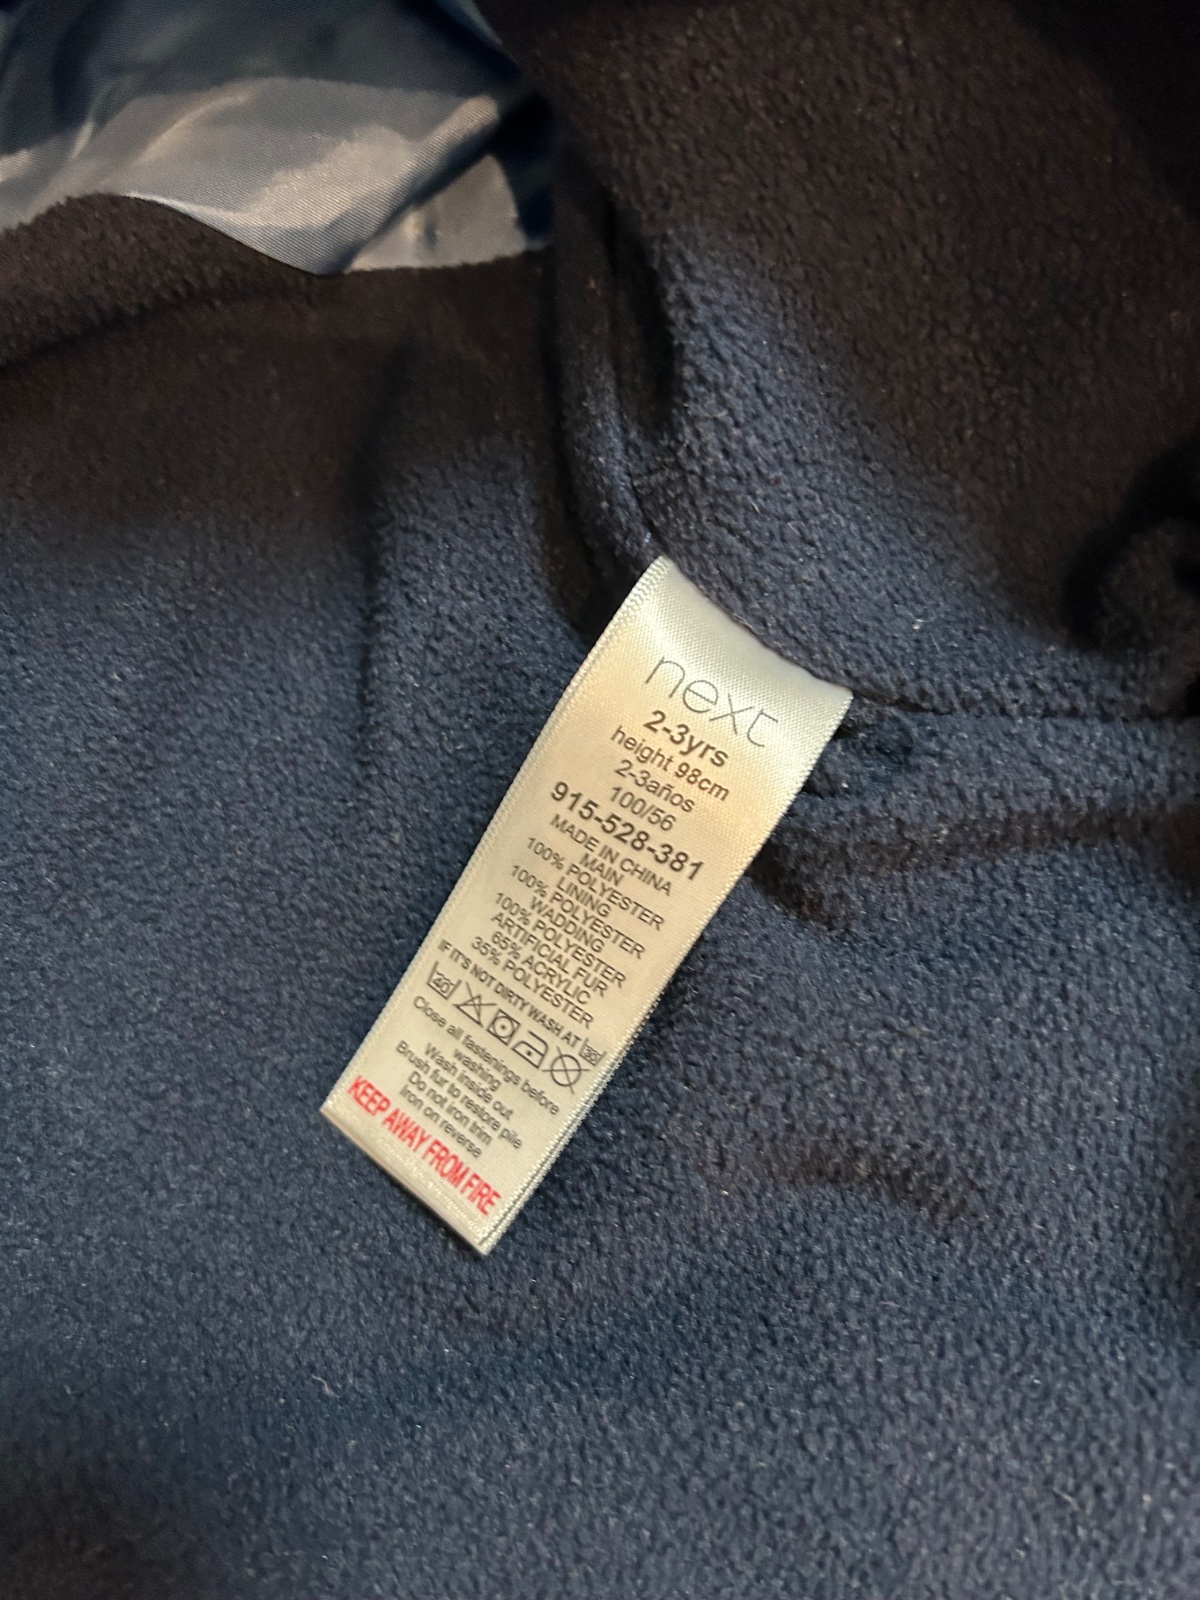 next
2-3yrs
height 98cm
2-3años
100/56
915-528-381
MADE IN CHINA
MAIN
100% POLYESTER
LINING
100% POLYESTER
WADDING
100% POLYESTER
ARTIFICIAL FUR
65% ACRYLIC
35% POLYESTER
IF IT'S NOT DIRTY WASH AT 30
40
Close all fastenings before
washing
Wash inside out
Brush fur to restore pile
Do not iron trim
Iron on reverse
KEEP AWAY FROM FIRE